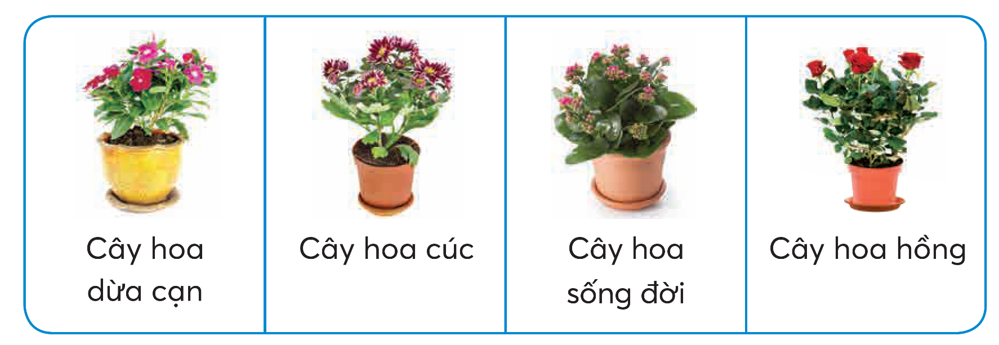 Cây hoa
dừa cạn
Cây hoa cúc
Cây hoa
sống đời
Cây hoa hồng